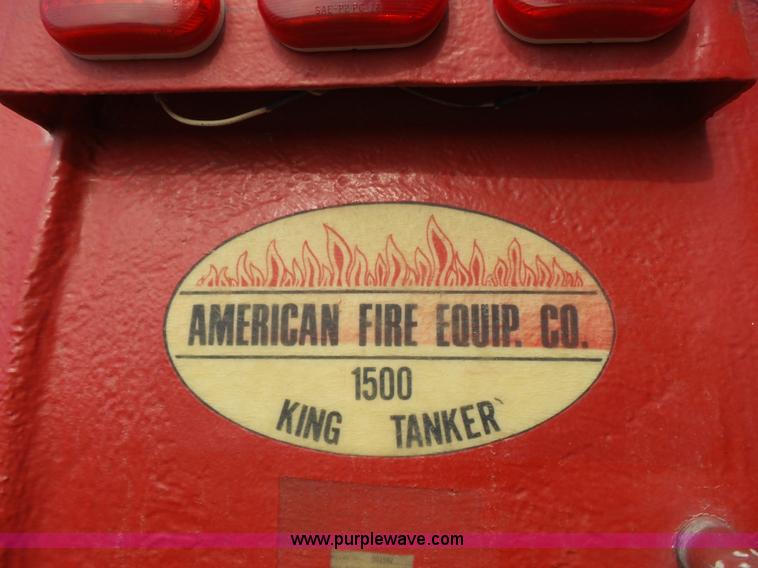 AMERICAN FIRE EQUIP. CO.
1500
KING TANKER
www.purplewave.com